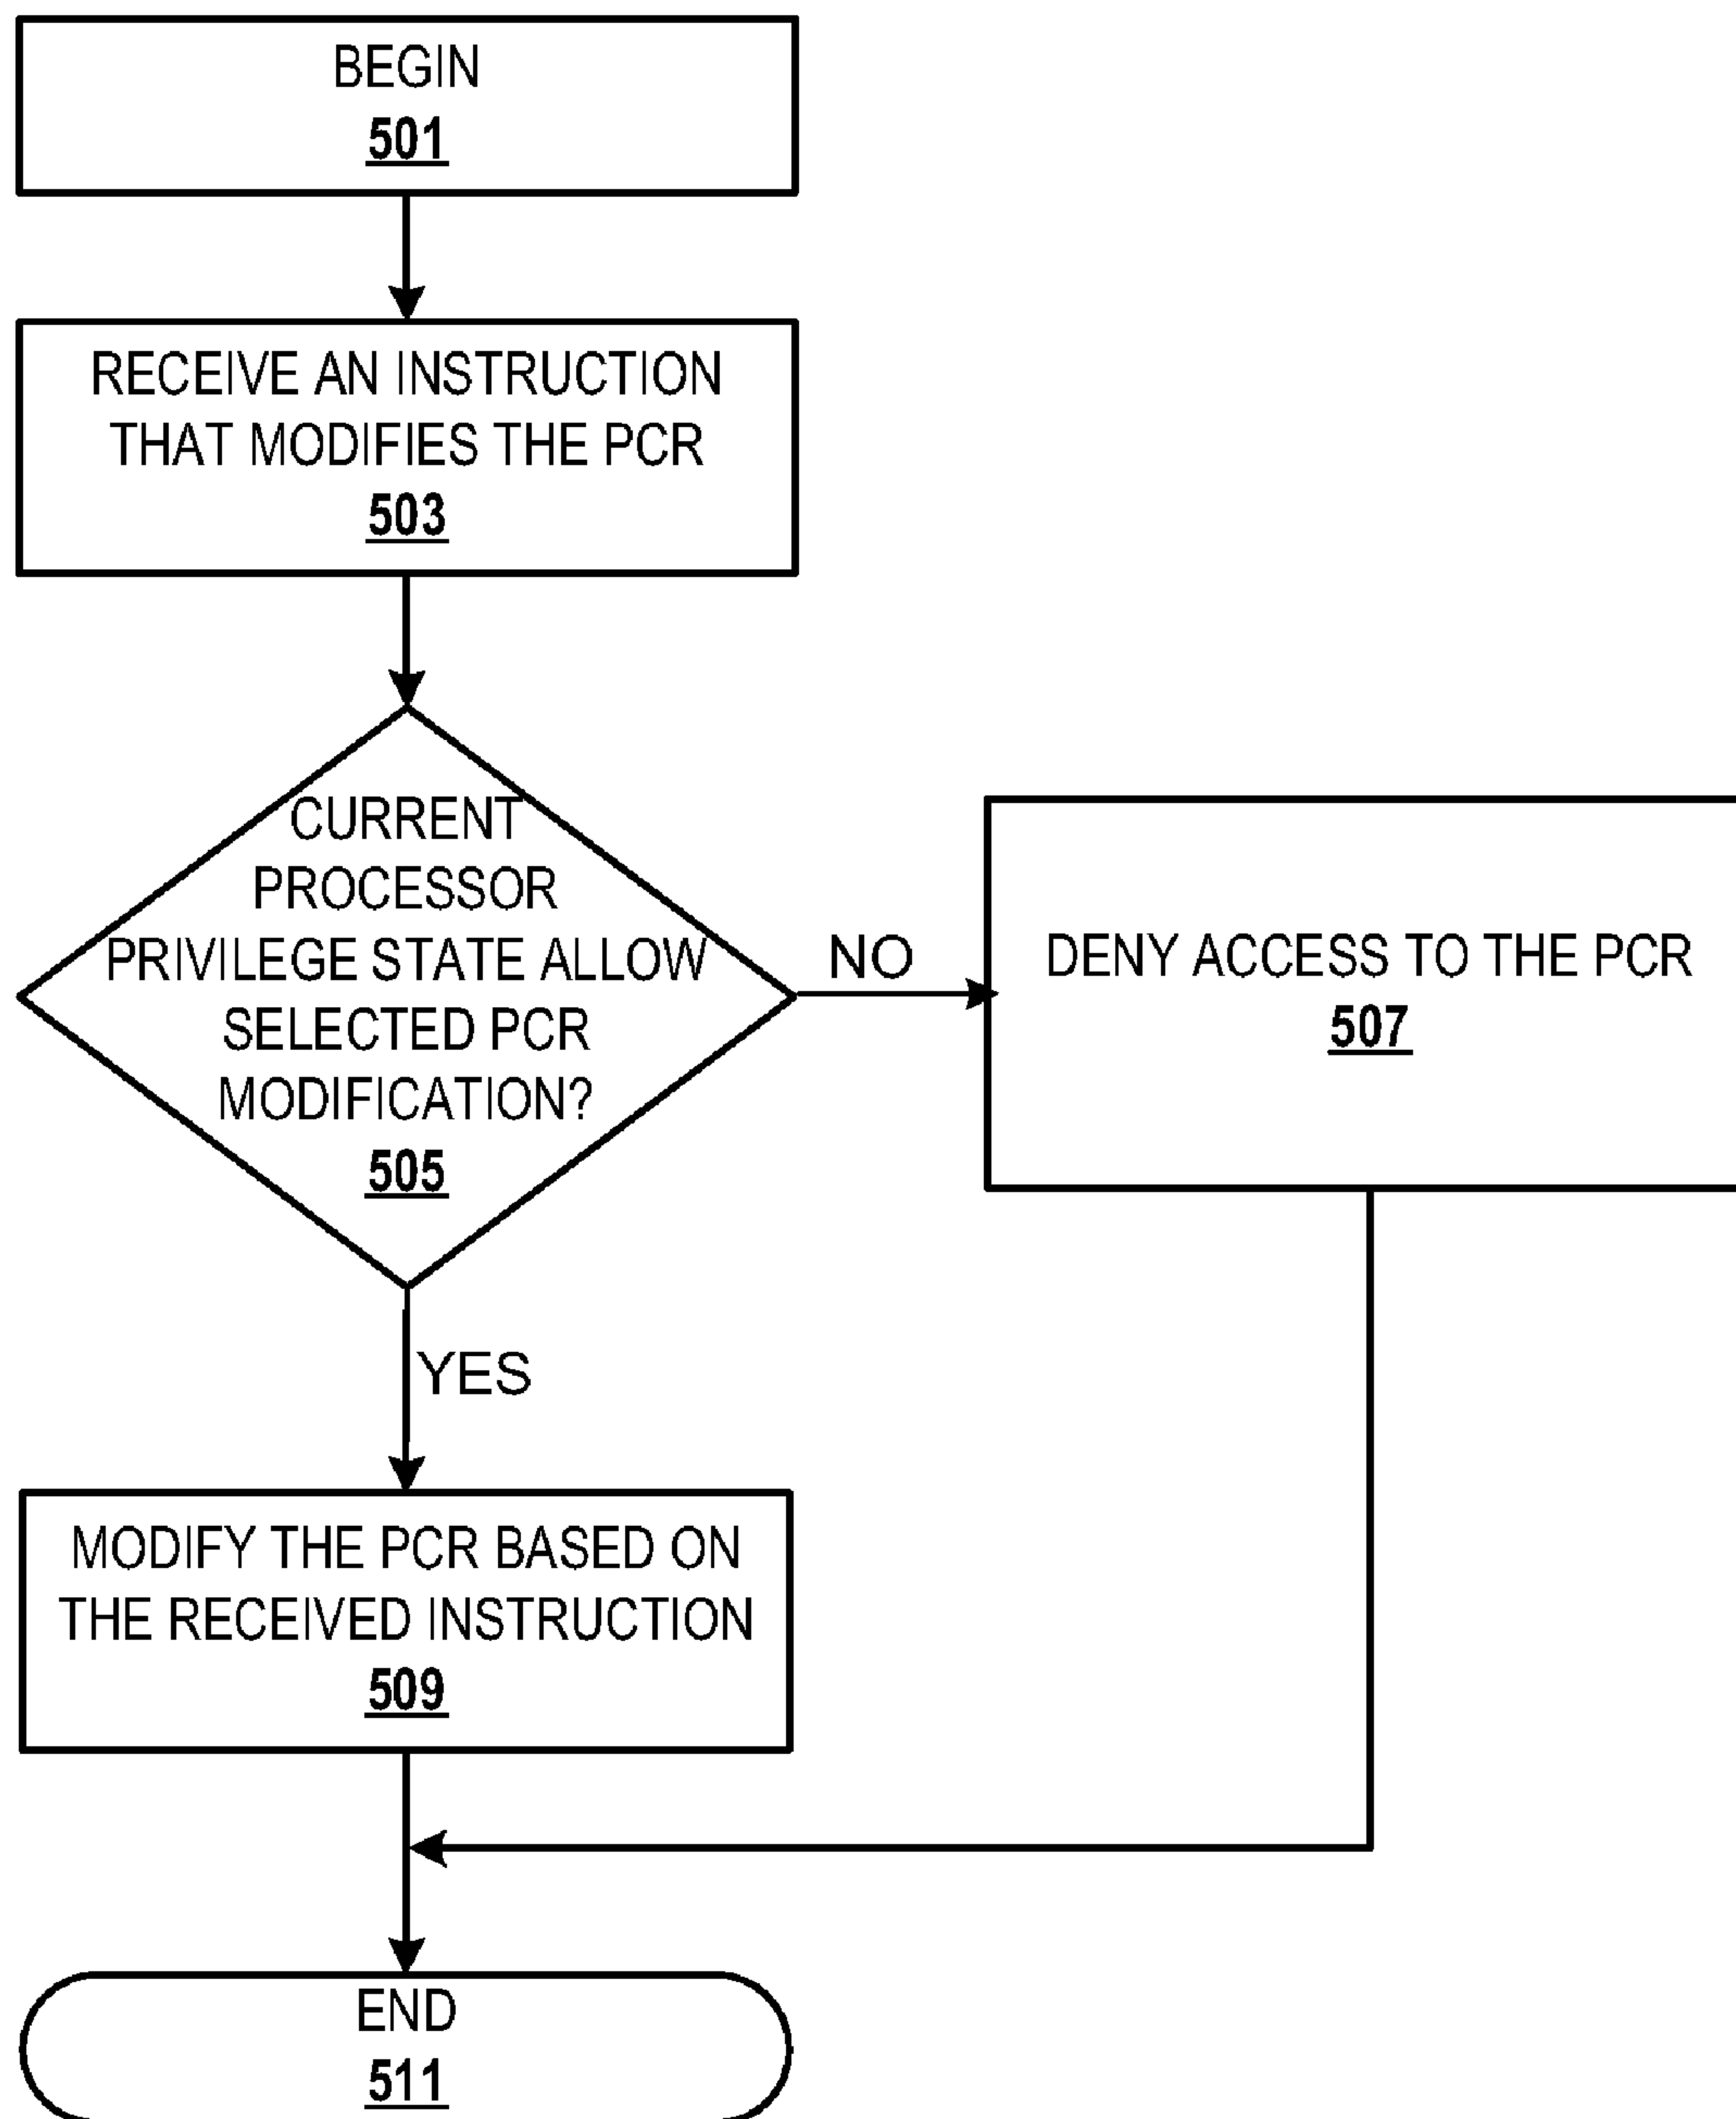 BEGIN
501
RECEIVE AN INSTRUCTION
THAT MODIFIES THE PCR
503
CURRENT
PROCESSOR
PRIVILEGE STATE ALLOW
SELECTED PCR
MODIFICATION?
505
NO
DENY ACCESS TO THE PCR
507
YES
MODIFY THE PCR BASED ON
THE RECEIVED INSTRUCTION
509
END
511